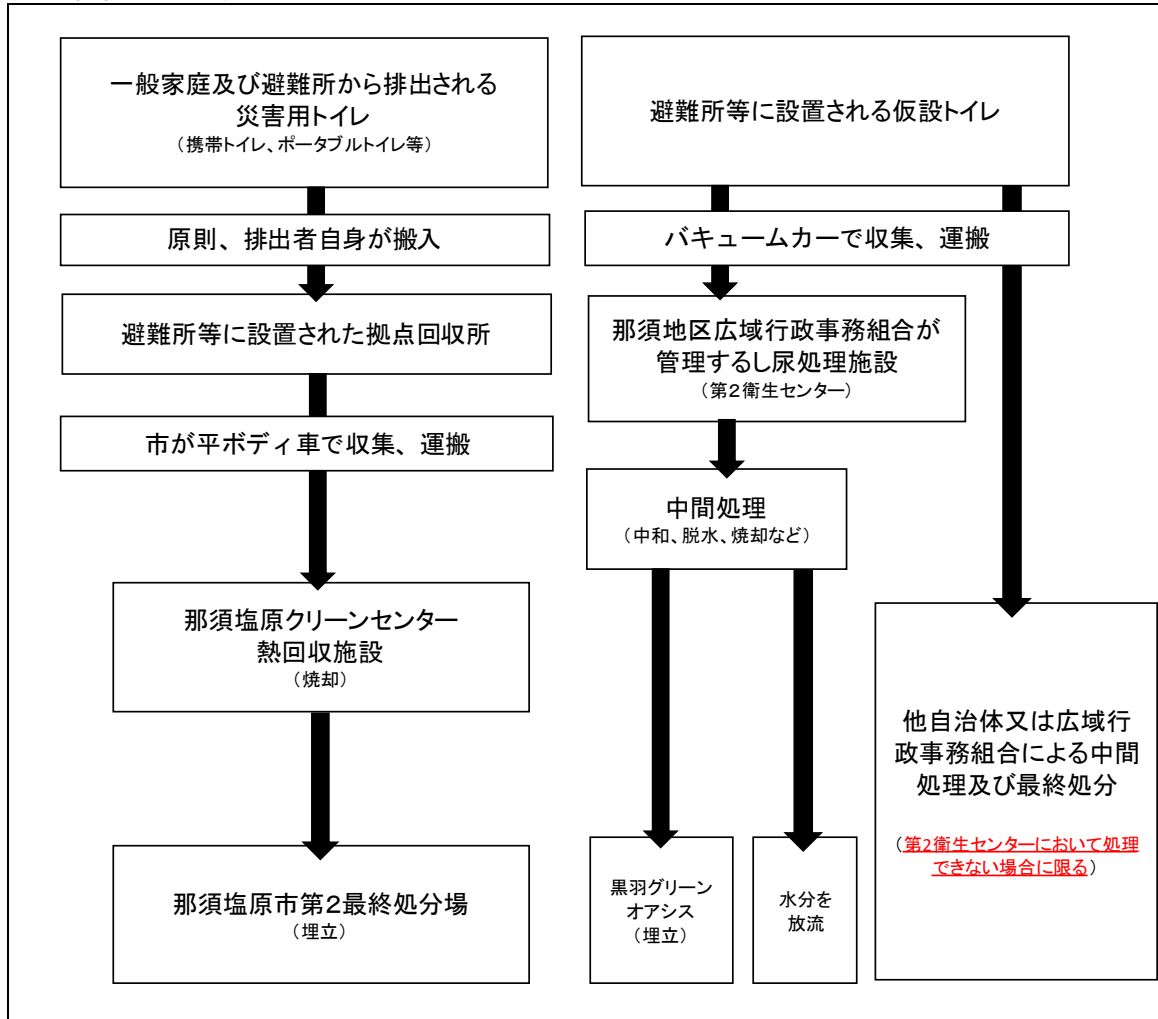 一般家庭及び避難所から排出される
災害用トイレ
（携帯トイレ、ポータブルトイレ等）
原則、排出者自身が搬入
避難所等に設置された拠点回収所
市が平ボディ車で収集、運搬
那須塩原クリーンセンター
熱回収施設
（焼却）
那須塩原市第２最終処分場
（埋立）
避難所等に設置される仮設トイレ
バキュームカーで収集、運搬
那須地区広域行政事務組合が
管理するし尿処理施設
（第２衛生センター）
中間処理
（中和、脱水、焼却など）
黒羽グリーン
オアシス
（埋立）
水分を
放流
他自治体又は広域行
政事務組合による中間
処理及び最終処分
（第2衛生センターにおいて処理
できない場合に限る）